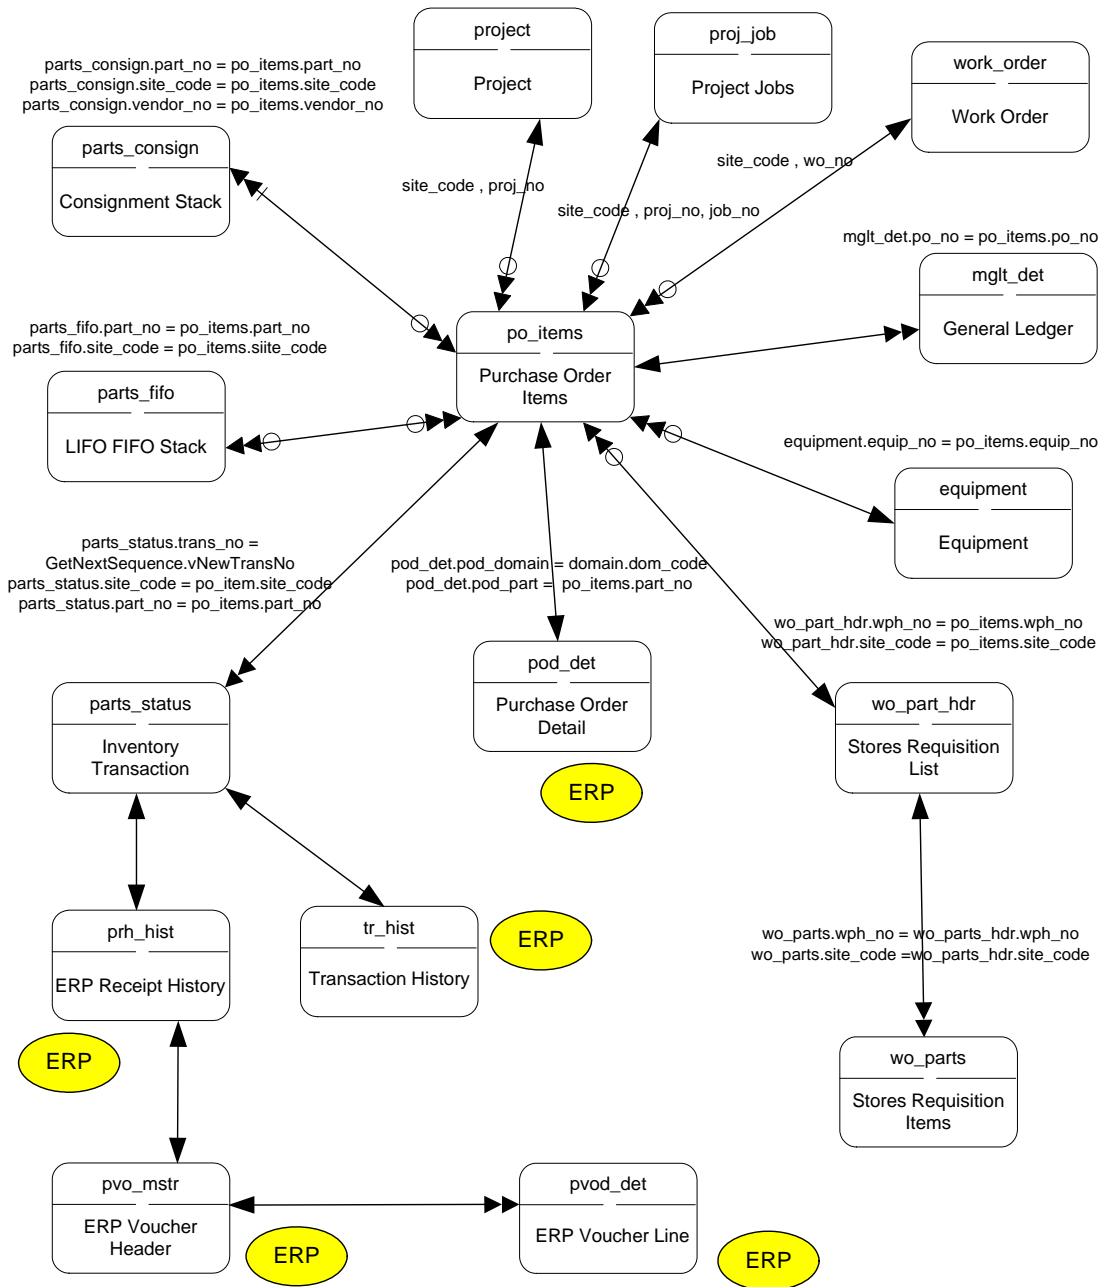 project
Project
proj_job
Project Jobs
work_order
Work Order
parts_consign.part_no = po_items.part_no
parts_consign.site_code = po_items.site_code
parts_consign.vendor_no = po_items.vendor_no
parts_consign
Consignment Stack
site_code , proj_no
site_code , proj_no, job_no
site_code , wo_no
mglt_det.po_no = po_items.po_no
mglt_det
General Ledger
parts_fifo.part_no = po_items.part_no
parts_fifo.site_code = po_items.siite_code
po_items
Purchase Order
Items
parts_fifo
LIFO FIFO Stack
equipment.equip_no = po_items.equip_no
equipment
Equipment
parts_status.trans_no =
GetNextSequence.vNewTransNo
parts_status.site_code = po_item.site_code
parts_status.part_no = po_items.part_no
pod_det.pod_domain = domain.dom_code
pod_det.pod_part = po_items.part_no
wo_part_hdr.wph_no = po_items.wph_no
wo_part_hdr.site_code = po_items.site_code
parts_status
Inventory
Transaction
pod_det
Purchase Order
Detail
ERP
wo_part_hdr
Stores Requisition
List
prh_hist
ERP Receipt History
ERP
tr_hist
Transaction History
ERP
wo_parts.wph_no = wo_parts_hdr.wph_no
wo_parts.site_code =wo_parts_hdr.site_code
wo_parts
Stores Requisition
Items
pvo_mstr
ERP Voucher
Header
ERP
pvod_det
ERP Voucher Line
ERP